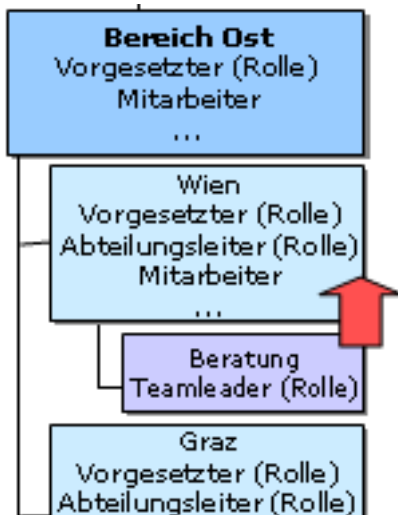 Bereich Ost
Vorgesetzter (Rolle)
Mitarbeiter
...
Wien
Vorgesetzter (Rolle)
Abteilungsleiter (Rolle)
Mitarbeiter
...
Beratung
Teamleader (Rolle)
Graz
Vorgesetzter (Rolle)
Abteilungsleiter (Rolle)